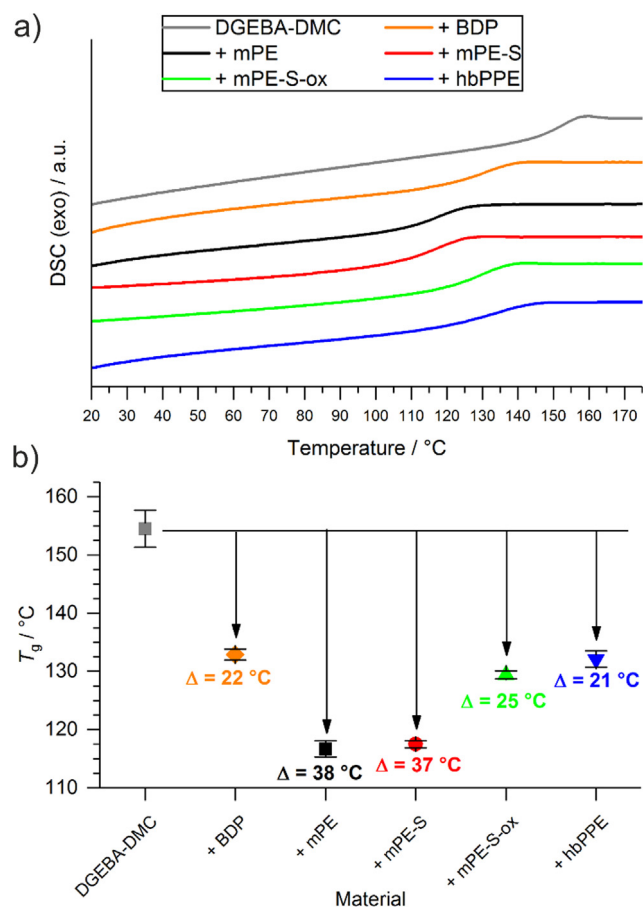 a)
DGEBA-DMC + BDP
+ mPE + mPE-S
+ mPE-S-ox + hbPPE
DSC (exo) / a.u.
20 30 40 50 60 70 80 90 100 110 120 130 140 150 160 170
Temperature / °C
b)
160
150
140
130
120
110
Tg / °C
Δ = 22 °C
Δ = 38 °C
Δ = 37 °C
Δ = 25 °C
Δ = 21 °C
DGEBA-DMC
+ BDP
+ mPE
+ mPE-S
+ mPE-S-ox
+ hbPPE
Material